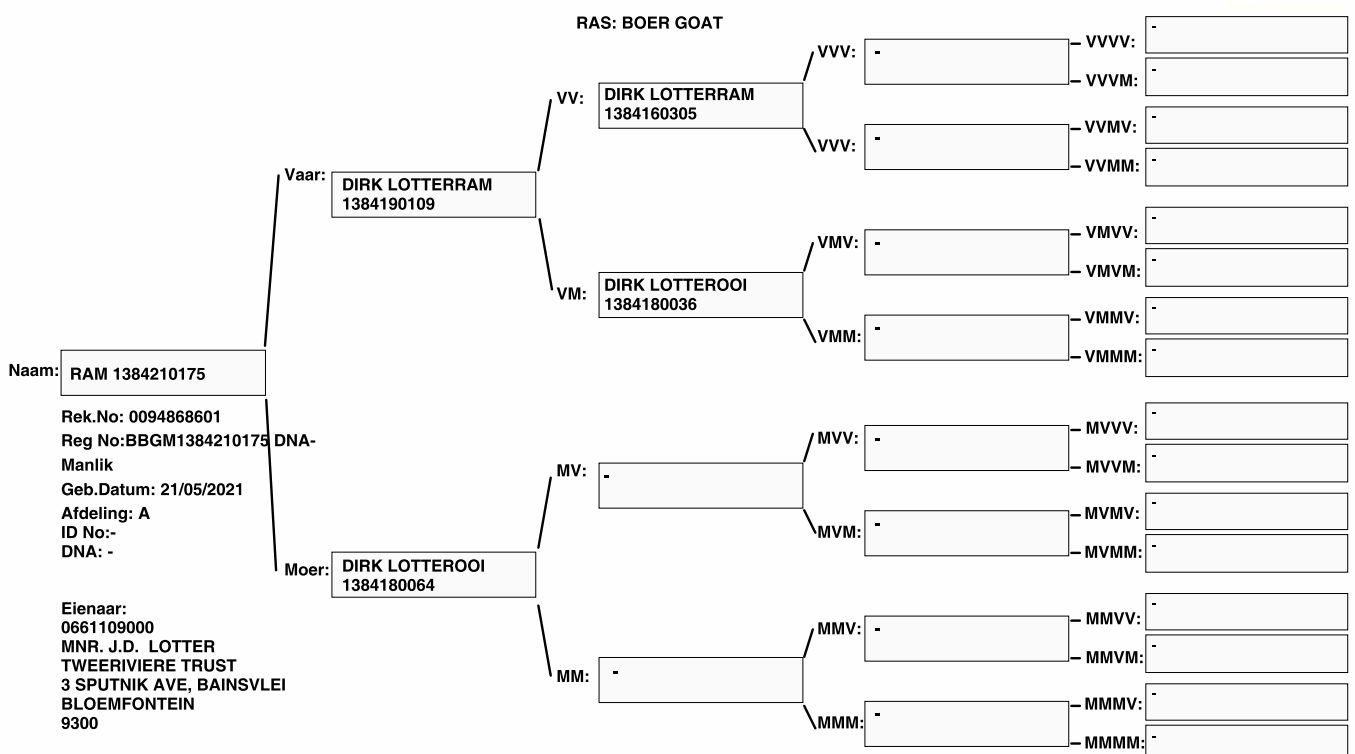 RAS: BOER GOAT
Naam:
RAM 1384210175
Rek.No: 0094868601
Reg No:BBGM1384210175 DNA-
Manlik
Geb.Datum: 21/05/2021
Afdeling: A
ID No:-
DNA: -
Eienaar:
0661109000
MNR. J.D. LOTTER
TWEERIVIERE TRUST
3 SPUTNIK AVE, BAINSVLEI
BLOEMFONTEIN
9300
Vaar:
DIRK LOTTERRAM
1384190109
Moer:
DIRK LOTTEROOI
1384180064
VV:
DIRK LOTTERRAM
1384160305
VM:
DIRK LOTTEROOI
1384180036
MV:
-
MM:
-
VVV:
-
VVV:
-
VMV:
-
VMM:
-
MVV:
-
MVM:
-
MMV:
-
MMM:
-
VVVV:
-
VVVM:
-
VVMV:
-
VVMM:
-
VMVV:
-
VMVM:
-
VMMV:
-
VMMM:
-
MVVV:
-
MVVM:
-
MVMV:
-
MVMM:
-
MMVV:
-
MMVM:
-
MMMV:
-
MMMM:
-